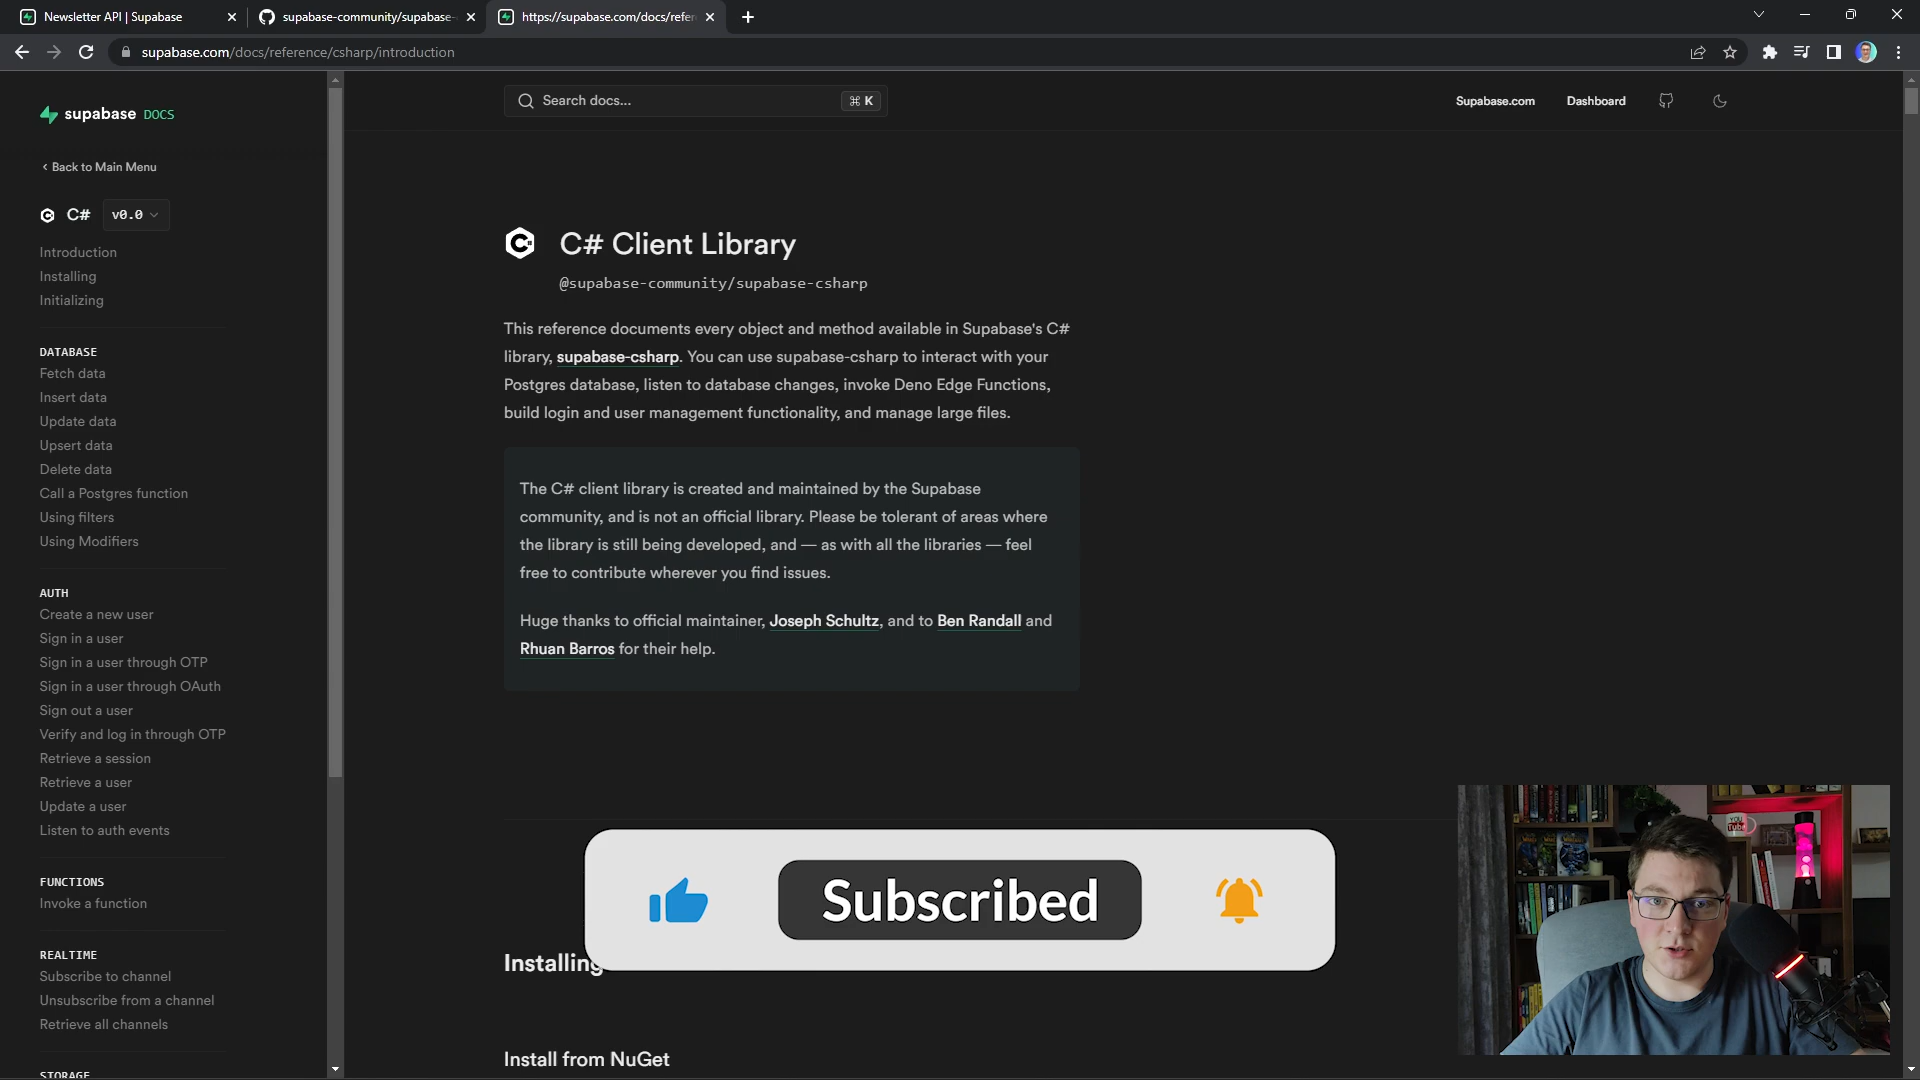 Newsletter API | Supabase
supabase-community/supabase-
https://supabase.com/docs/refer
supabase.com/docs/reference/csharp/introduction
supabase DOCS
Search docs...
⌘ K
Supabase.com
Dashboard
‹ Back to Main Menu
C#
v0.0
Introduction
Installing
Initializing
DATABASE
Fetch data
Insert data
Update data
Upsert data
Delete data
Call a Postgres function
Using filters
Using Modifiers
AUTH
Create a new user
Sign in a user
Sign in a user through OTP
Sign in a user through OAuth
Sign out a user
Verify and log in through OTP
Retrieve a session
Retrieve a user
Update a user
Listen to auth events
FUNCTIONS
Invoke a function
REALTIME
Subscribe to channel
Unsubscribe from a channel
Retrieve all channels
STORAGE
C# Client Library
@supabase-community/supabase-csharp
This reference documents every object and method available in Supabase's C#
library, supabase-csharp. You can use supabase-csharp to interact with your
Postgres database, listen to database changes, invoke Deno Edge Functions,
build login and user management functionality, and manage large files.
The C# client library is created and maintained by the Supabase
community, and is not an official library. Please be tolerant of areas where
the library is still being developed, and — as with all the libraries — feel
free to contribute wherever you find issues.
Huge thanks to official maintainer, Joseph Schultz, and to Ben Randall and
Rhuan Barros for their help.
Subscribed
Installing
Install from NuGet
YOU